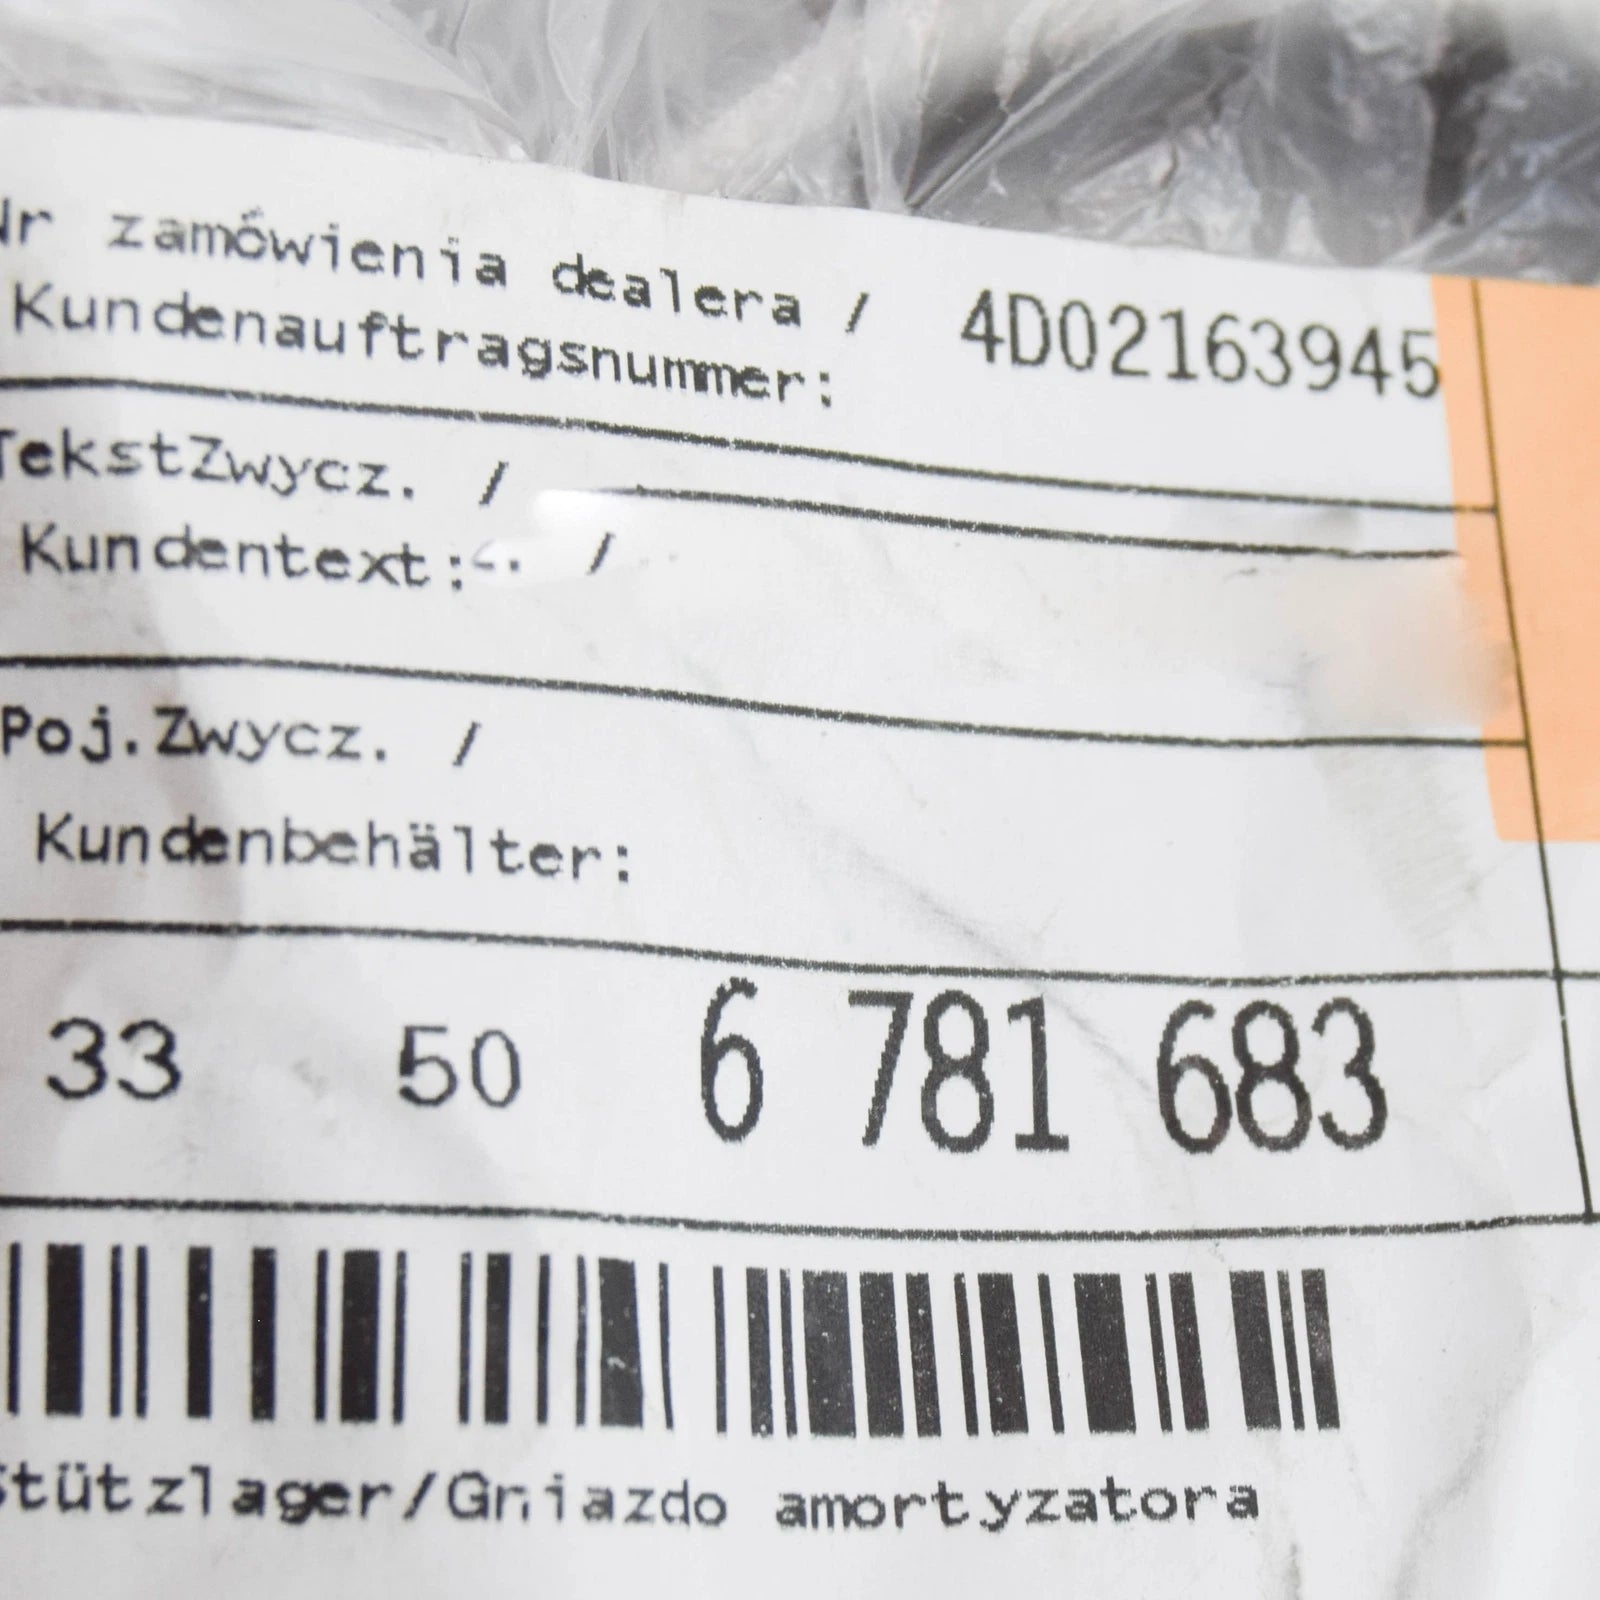 Nr zamówienia dealera /
Kundenauftragsnummer: 4D02163945
TekstZwycz. /
Kundentext: /
Poj.Zwycz. /
Kundenbehälter:
33 50 6 781 683
Stützlager/Gniazdo amortyzatora